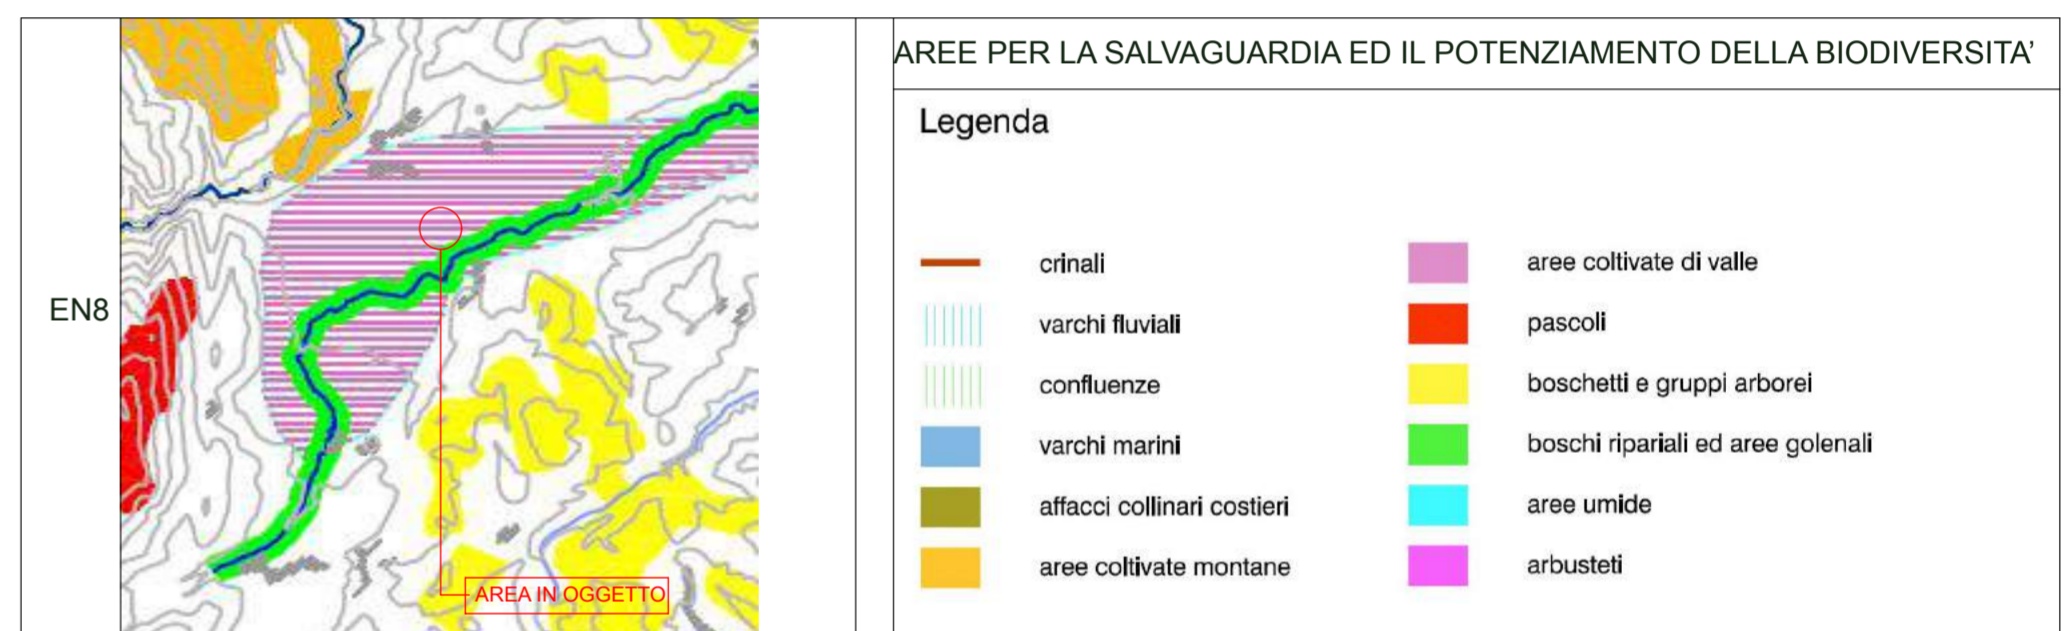 EN8
AREA IN OGGETTO
AREE PER LA SALVAGUARDIA ED IL POTENZIAMENTO DELLA BIODIVERSITA’
Legenda
crinali
varchi fluviali
confluenze
varchi marini
affacci collinari costieri
aree coltivate montane
aree coltivate di valle
pascoli
boschetti e gruppi arborei
boschi ripariali ed aree golenali
aree umide
arbusteti